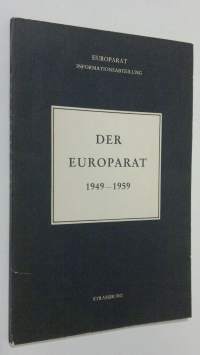 EUROPARAT
INFORMATIONSABTEILUNG
DER
EUROPARAT
1949—1959
STRASSBURG